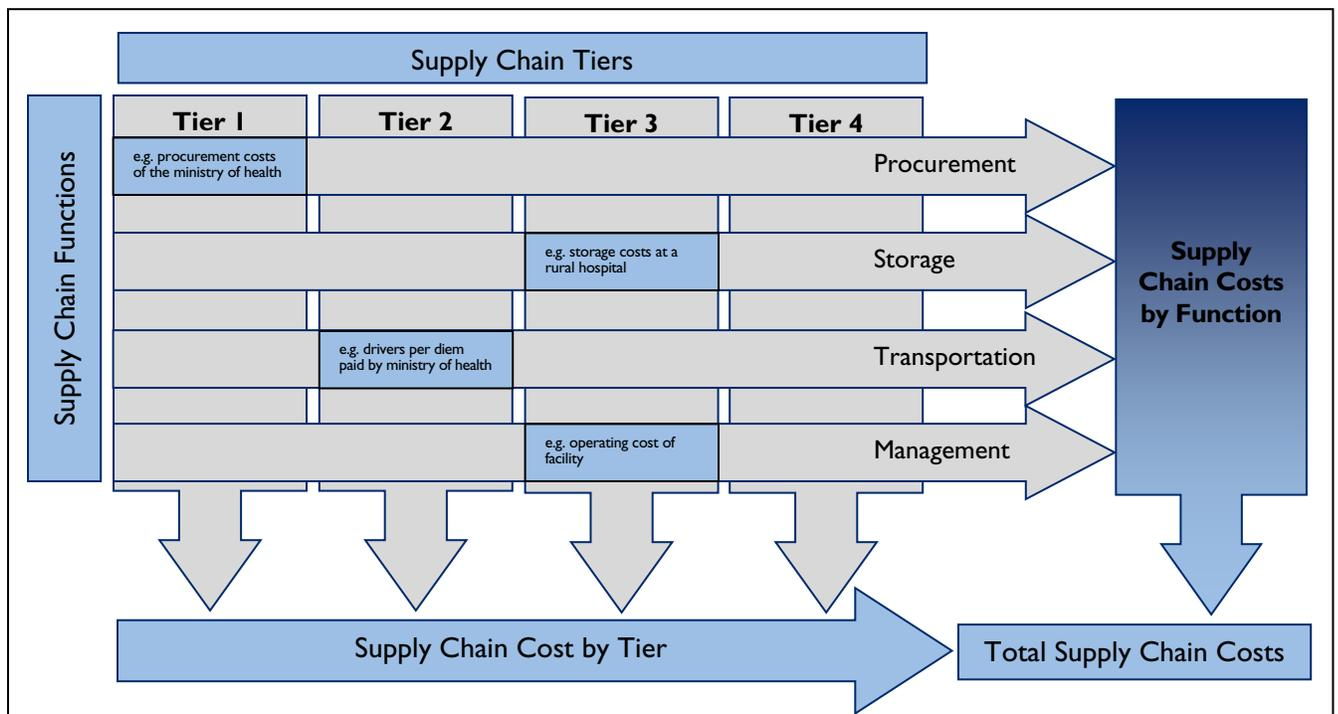 Supply Chain Tiers
Supply Chain Functions
Tier 1
Tier 2
Tier 3
Tier 4
e.g. procurement costs
of the ministry of health
Procurement
e.g. storage costs at a
rural hospital
Storage
e.g. drivers per diem
paid by ministry of health
Transportation
e.g. operating cost of
facility
Management
Supply
Chain Costs
by Function
Supply Chain Cost by Tier
Total Supply Chain Costs